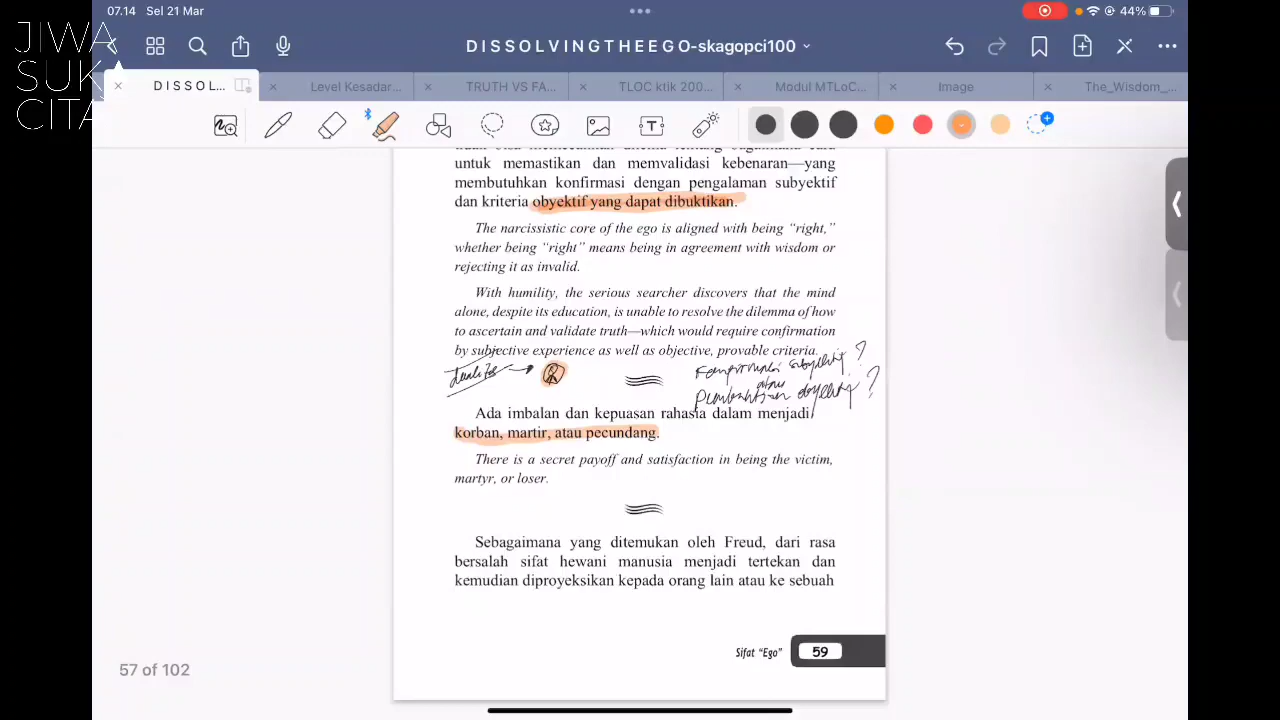 07.14 Sel 21 Mar
44%
JIWA
SUKA
CITA
D I S S O L V I N G T H E E G O - skagopci100
D I S S O L...
Level Kesadar...
TRUTH VS FA...
TLOC ktik 200...
Modul MTLoC...
Image
The_Wisdom_...
untuk memastikan dan memvalidasi kebenaran—yang
membutuhkan konfirmasi dengan pengalaman subyektif
dan kriteria obyektif yang dapat dibuktikan.
The narcissistic core of the ego is aligned with being “right,”
whether being “right” means being in agreement with wisdom or
rejecting it as invalid.
With humility, the serious searcher discovers that the mind
alone, despite its education, is unable to resolve the dilemma of how
to ascertain and validate truth—which would require confirmation
by subjective experience as well as objective, provable criteria.
atau
Ada imbalan dan kepuasan rahasia dalam menjadi
korban, martir, atau pecundang.
There is a secret payoff and satisfaction in being the victim,
martyr, or loser.
Sebagaimana yang ditemukan oleh Freud, dari rasa
bersalah sifat hewani manusia menjadi tertekan dan
kemudian diproyeksikan kepada orang lain atau ke sebuah
Sifat “Ego” 59
57 of 102